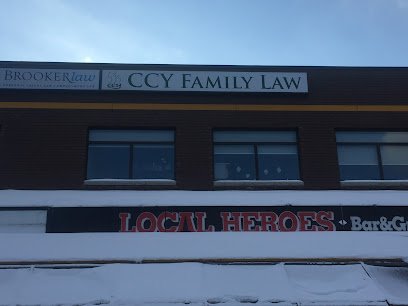 BROOKERlaw
CCY FAMILY LAW
LOCAL HEROES Bar&G